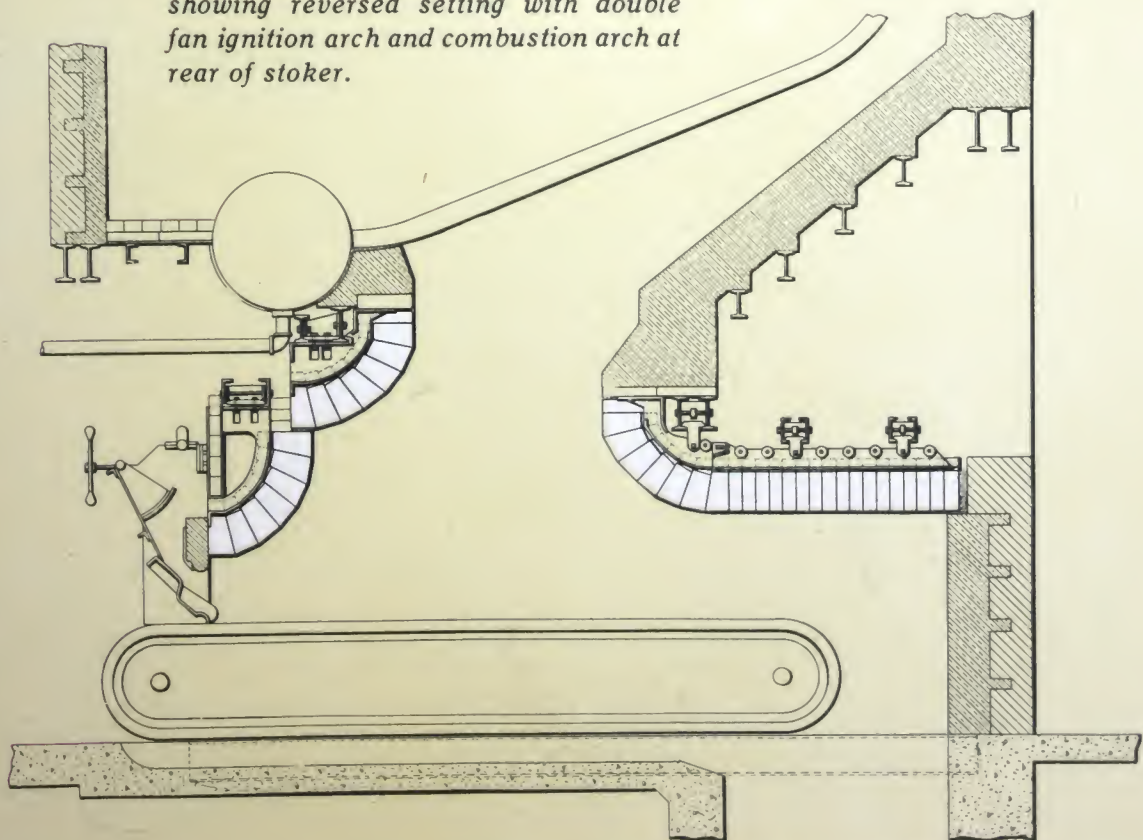 showing reversed setting with double
fan ignition arch and combustion arch at
rear of stoker.